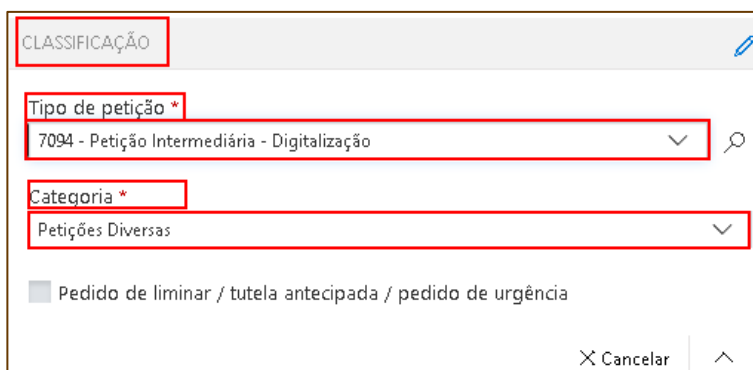 CLASSIFICAÇÃO
Tipo de petição *
7094 - Petição Intermediária - Digitalização
Categoria *
Petições Diversas
Pedido de liminar / tutela antecipada / pedido de urgência
Cancelar